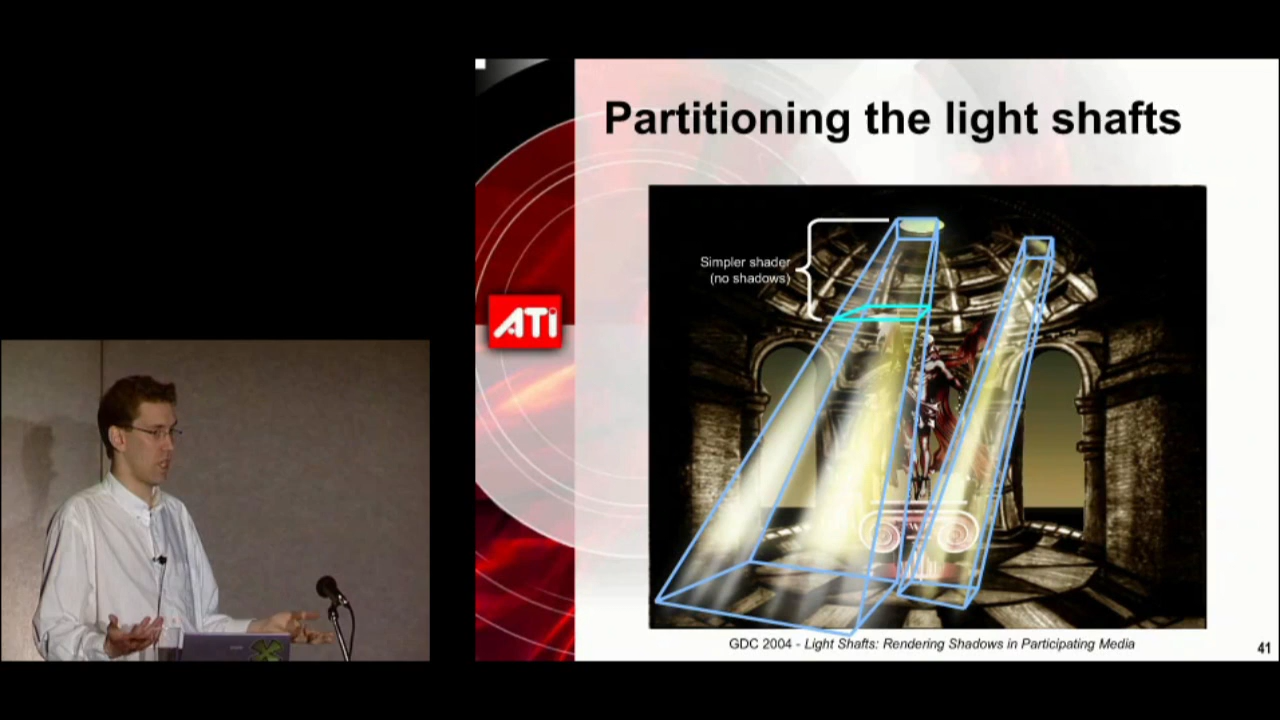 Partitioning the light shafts
Simpler shader
(no shadows)
ATi
GDC 2004 - Light Shafts: Rendering Shadows in Participating Media
41